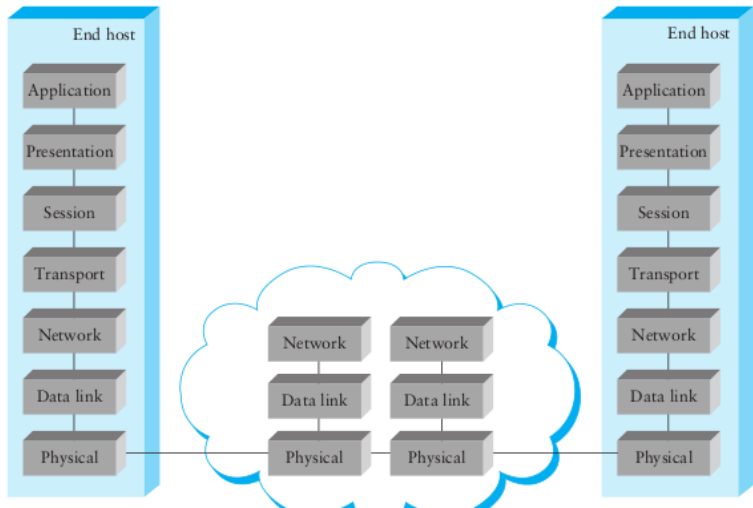 End host
Application
Presentation
Session
Transport
Network
Data link
Physical
Network
Data link
Physical
Network
Data link
Physical
End host
Application
Presentation
Session
Transport
Network
Data link
Physical